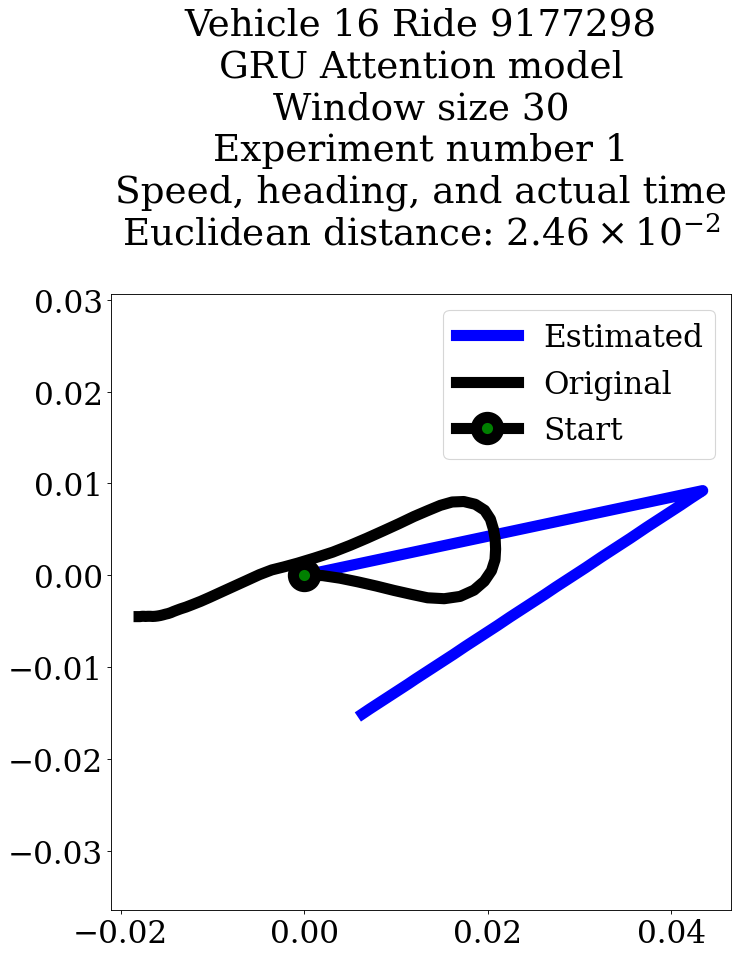 Vehicle 16 Ride 9177298
GRU Attention model
Window size 30
Experiment number 1
Speed, heading, and actual time
Euclidean distance: 2.46 × 10⁻²
Estimated
Original
Start
0.03
0.02
0.01
0.00
−0.01
−0.02
−0.03
−0.02 0.00 0.02 0.04